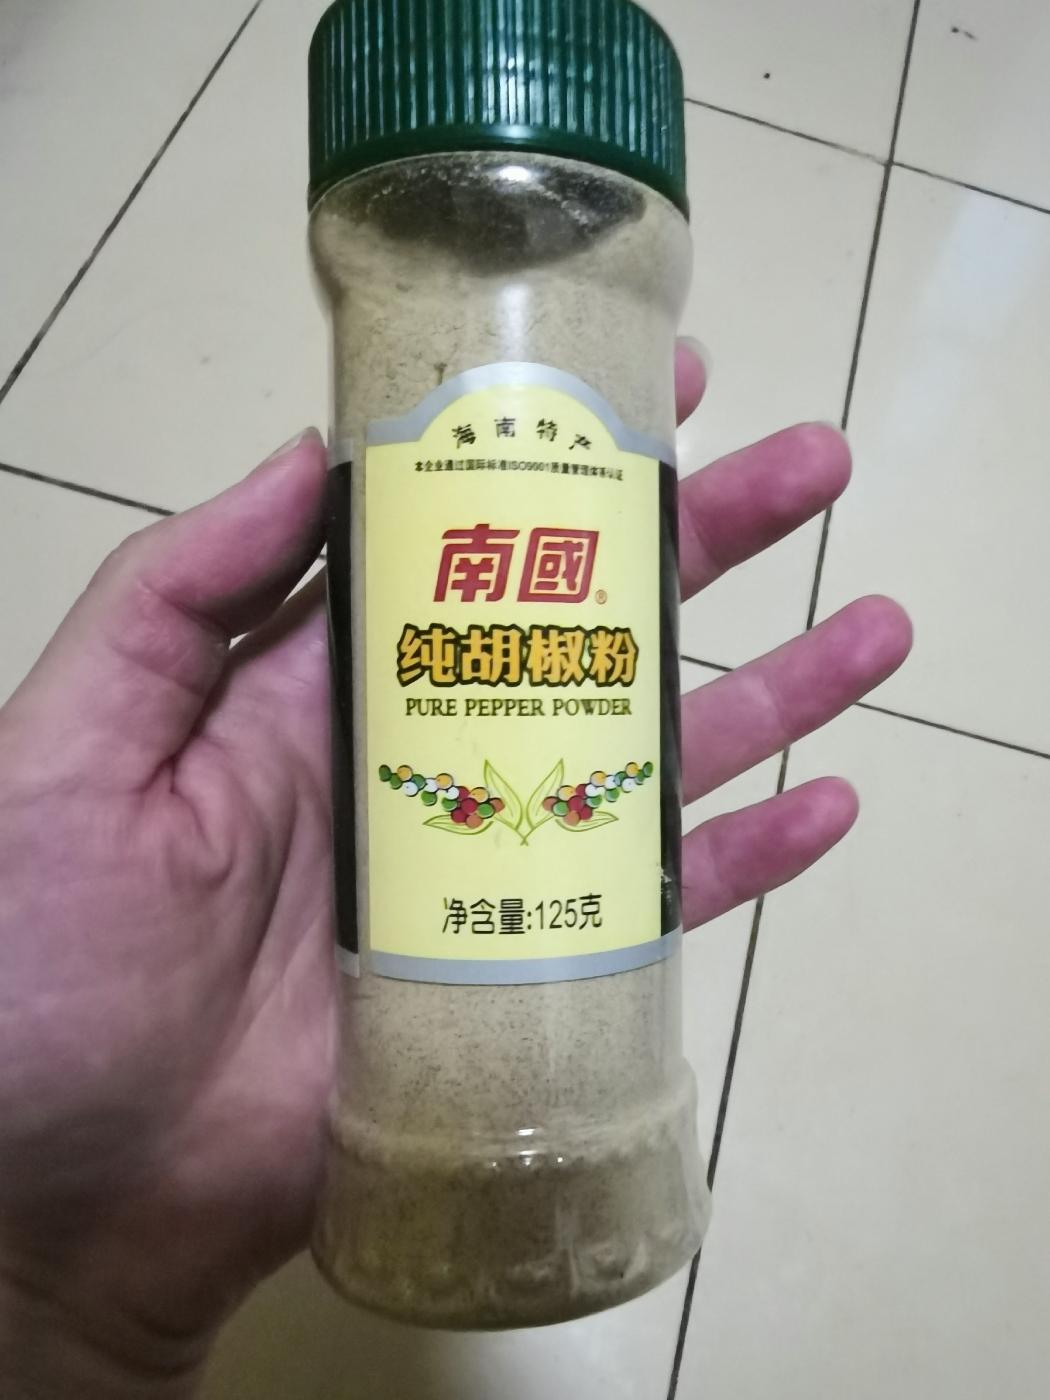 海南特产
本企业通过国际标准ISO9001质量管理体系认证
南國®
纯胡椒粉
PURE PEPPER POWDER
净含量:125克